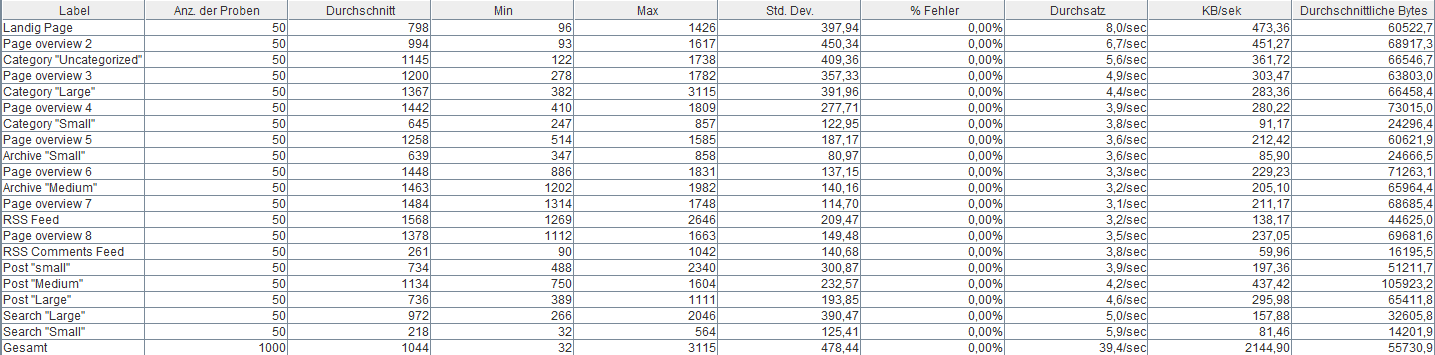 Label Anz. der Proben Durchschnitt Min Max Std. Dev. % Fehler Durchsatz KB/sek Durchschnittliche Bytes
Landig Page 50 798 96 1426 397,94 0,00% 8,0/sec 473,36 60522,7
Page overview 2 50 994 93 1617 450,34 0,00% 6,7/sec 451,27 68917,3
Category "Uncategorized" 50 1145 122 1738 409,36 0,00% 5,6/sec 361,72 66546,7
Page overview 3 50 1200 278 1782 357,33 0,00% 4,9/sec 303,47 63803,0
Category "Large" 50 1367 382 3115 391,96 0,00% 4,4/sec 283,36 66458,4
Page overview 4 50 1442 410 1809 277,71 0,00% 3,9/sec 280,22 73015,0
Category "Small" 50 645 247 857 122,95 0,00% 3,8/sec 91,17 24296,4
Page overview 5 50 1258 514 1585 187,17 0,00% 3,6/sec 212,42 60621,9
Archive "Small" 50 639 347 858 80,97 0,00% 3,6/sec 85,90 24666,5
Page overview 6 50 1448 886 1831 137,15 0,00% 3,3/sec 229,23 71263,1
Archive "Medium" 50 1463 1202 1982 140,16 0,00% 3,2/sec 205,10 65964,4
Page overview 7 50 1484 1314 1748 114,70 0,00% 3,1/sec 211,17 68685,4
RSS Feed 50 1568 1269 2646 209,47 0,00% 3,2/sec 138,17 44625,0
Page overview 8 50 1378 1112 1663 149,48 0,00% 3,5/sec 237,05 69681,6
RSS Comments Feed 50 261 90 1042 140,68 0,00% 3,8/sec 59,96 16195,5
Post "small" 50 734 488 2340 300,87 0,00% 3,9/sec 197,36 51211,7
Post "Medium" 50 1134 750 1604 232,57 0,00% 4,2/sec 437,42 105923,2
Post "Large" 50 736 389 1111 193,85 0,00% 4,6/sec 295,98 65411,8
Search "Large" 50 972 266 2046 390,47 0,00% 5,0/sec 157,88 32605,8
Search "Small" 50 218 32 564 125,41 0,00% 5,9/sec 81,46 14201,9
Gesamt 1000 1044 32 3115 478,44 0,00% 39,4/sec 2144,90 55730,9